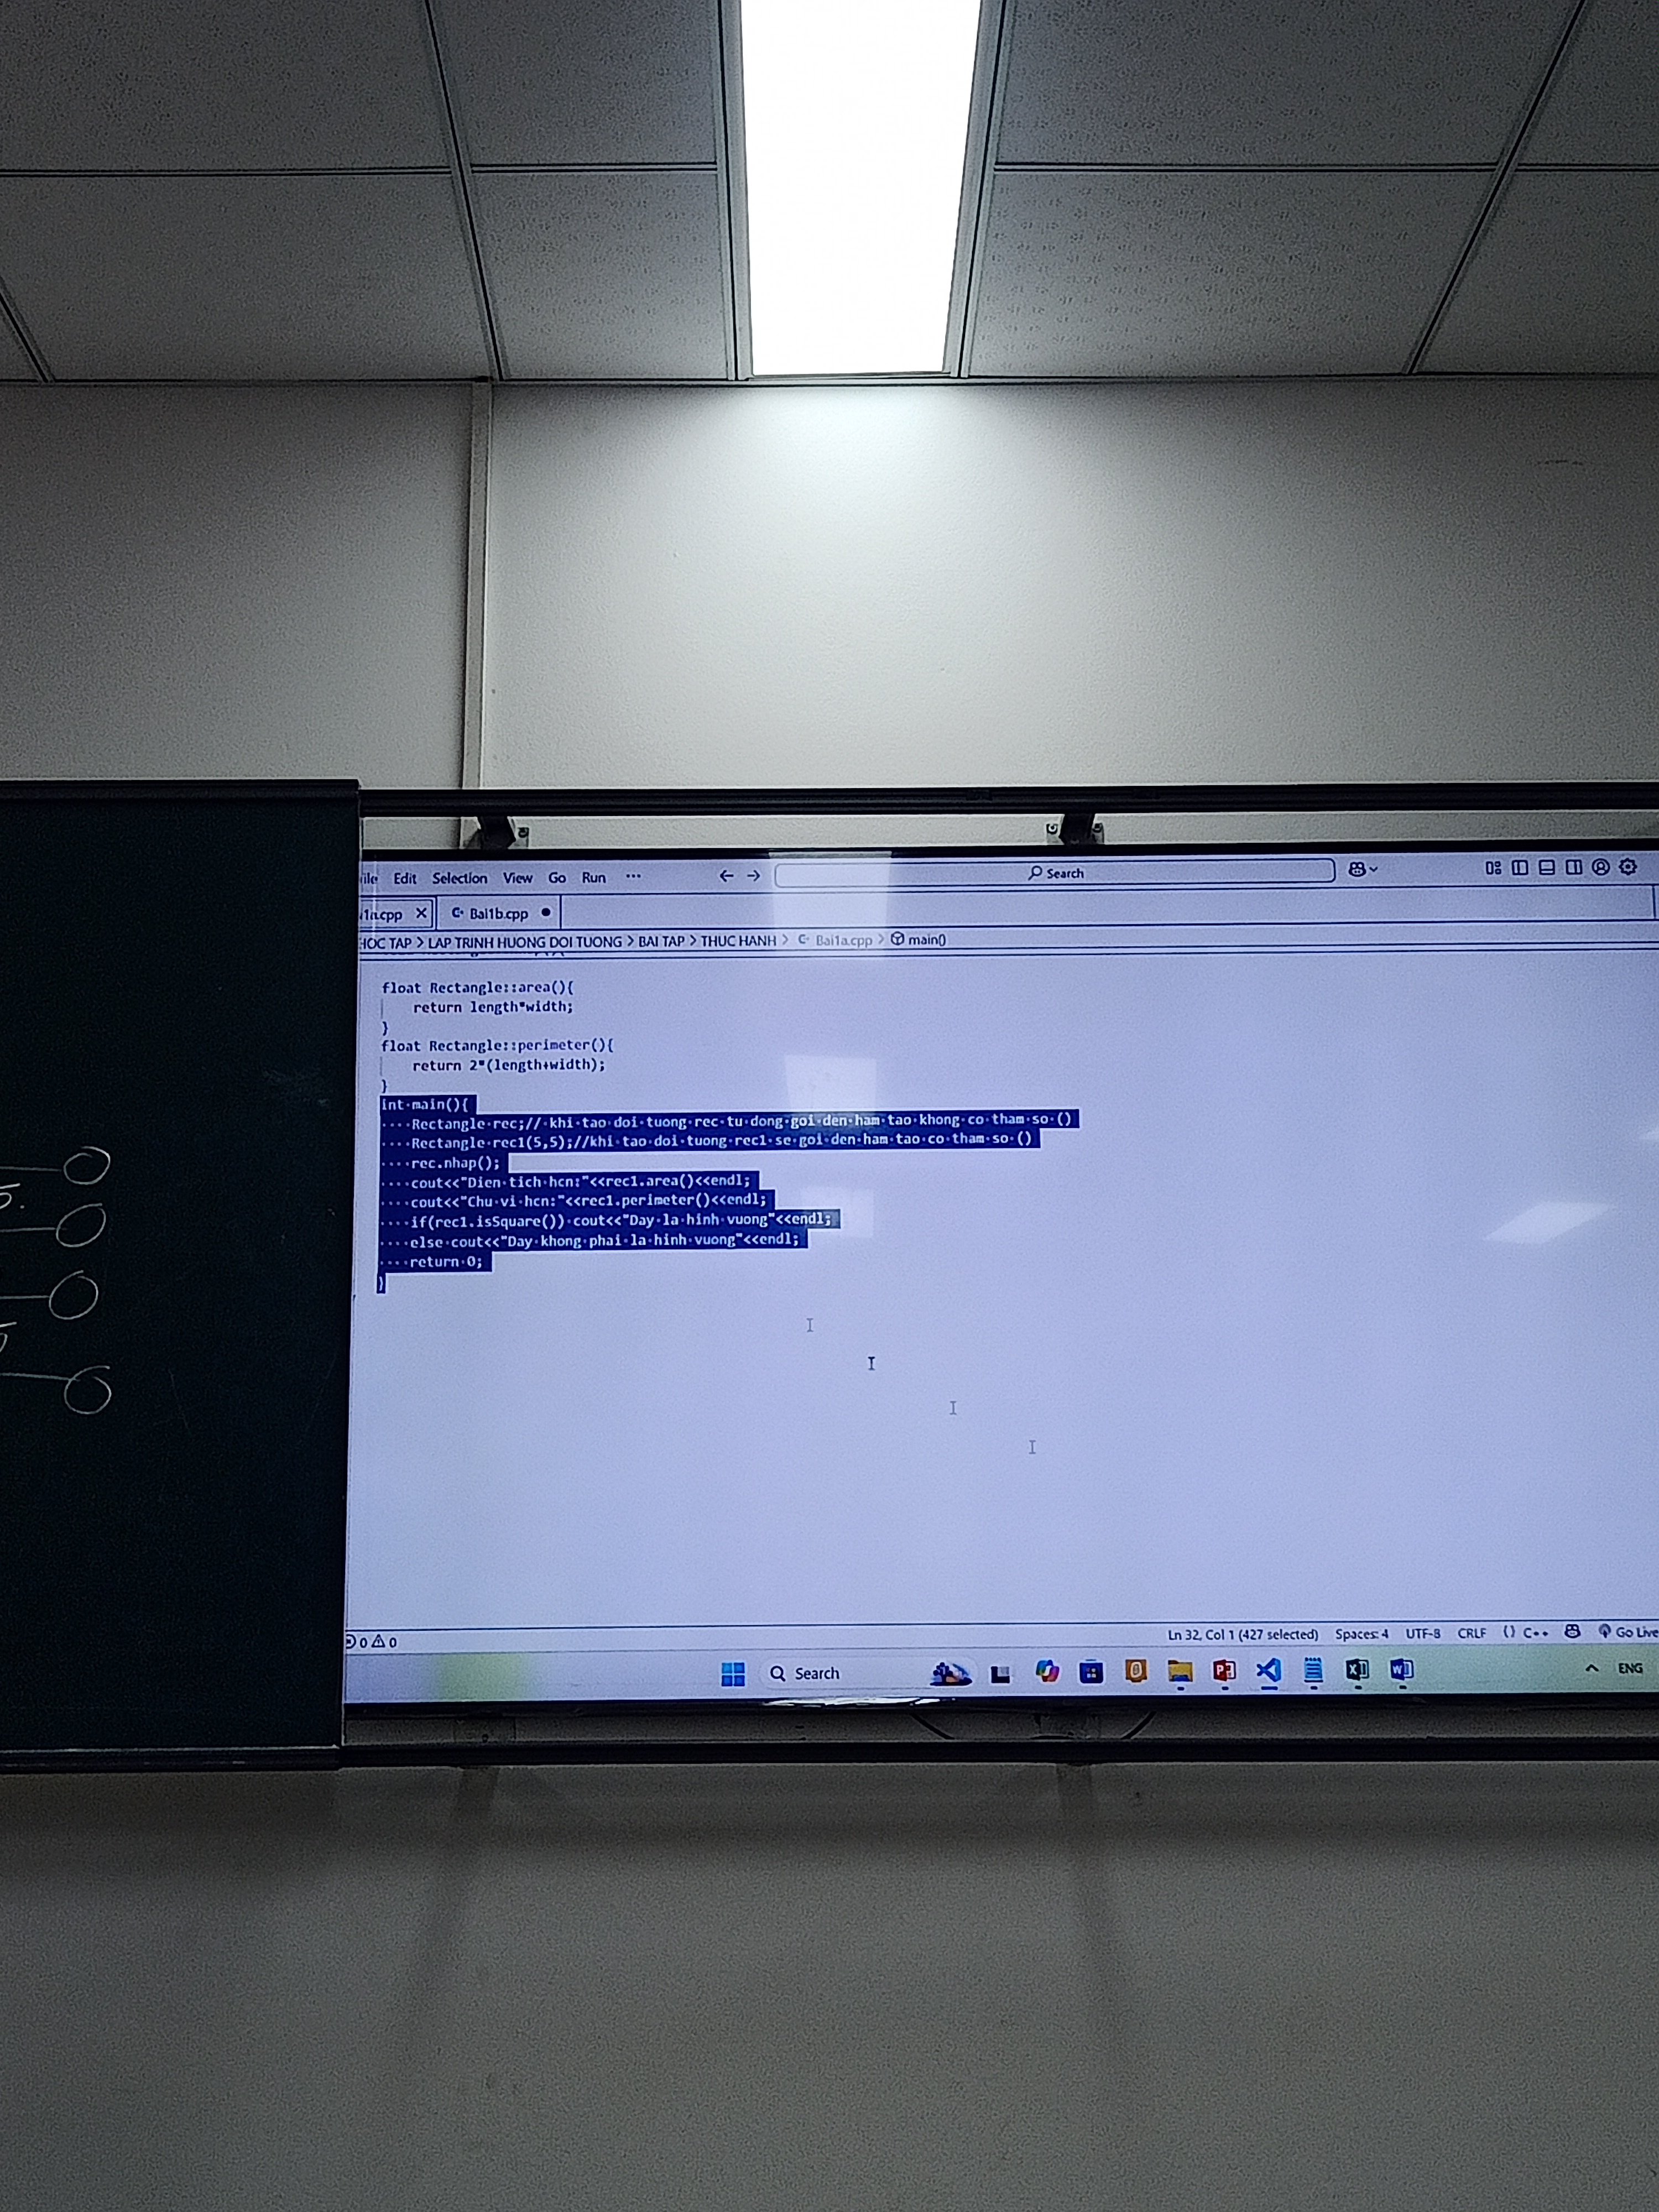 Edit Selection View Go Run ··· ← → Search
1a.cpp × C+ Bai1b.cpp ●
HOC TAP > LAP TRINH HUONG DOI TUONG > BAI TAP > THUC HANH > C+ Bai1a.cpp > main()
float Rectangle::area(){
return length*width;
}
float Rectangle::perimeter(){
return 2*(length+width);
}
int main(){
Rectangle rec;// khi tao doi tuong rec tu dong goi den ham tao khong co tham so ()
Rectangle rec1(5,5);//khi tao doi tuong rec1 se goi den ham tao co tham so ()
rec.nhap();
cout<<"Dien tich hcn:"<<rec1.area()<<endl;
cout<<"Chu vi hcn:"<<rec1.perimeter()<<endl;
if(rec1.isSquare()) cout<<"Day la hinh vuong"<<endl;
else cout<<"Day khong phai la hinh vuong"<<endl;
return 0;
}
0 0 Ln 32, Col 1 (427 selected) Spaces: 4 UTF-8 CRLF {} C++ Go Live
Search ENG